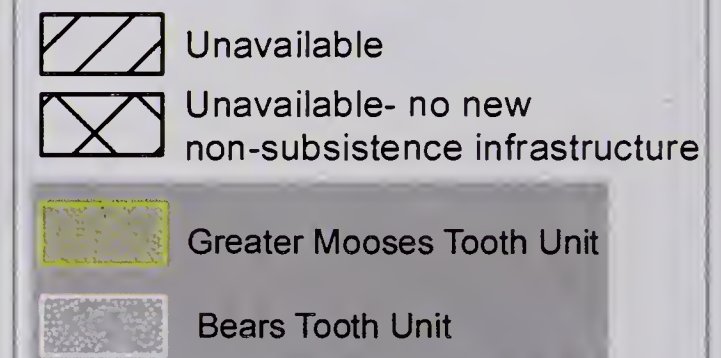 Unavailable
Unavailable- no new
non-subsistence infrastructure
Greater Mooses Tooth Unit
Bears Tooth Unit